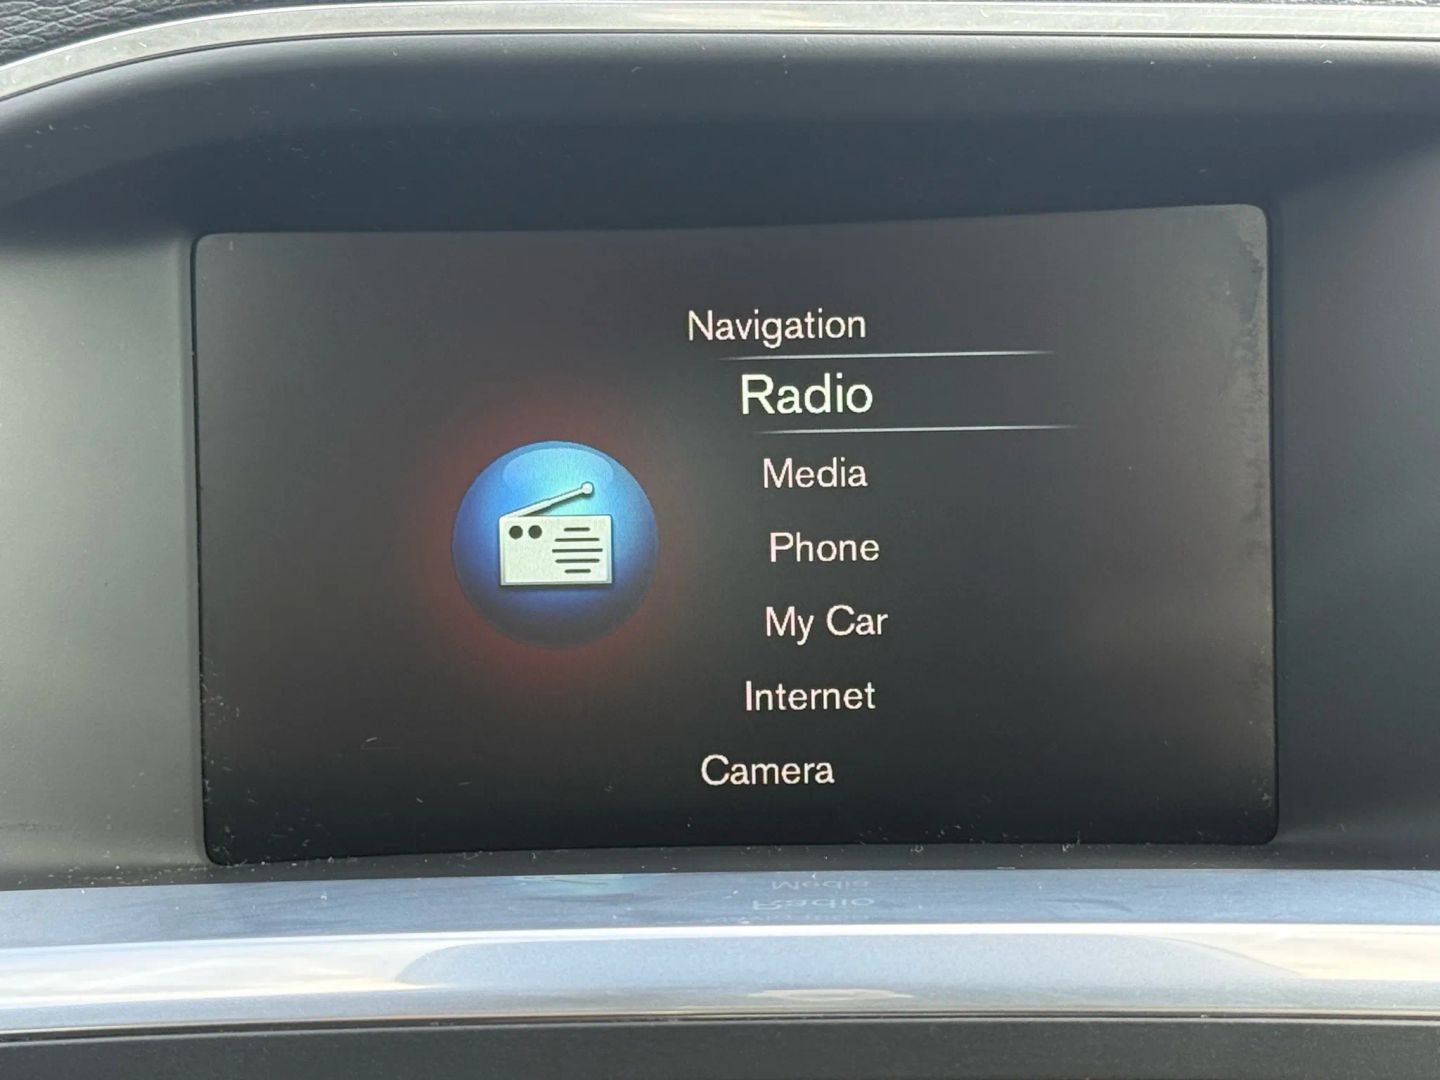 Navigation
Radio
Media
Phone
My Car
Internet
Camera